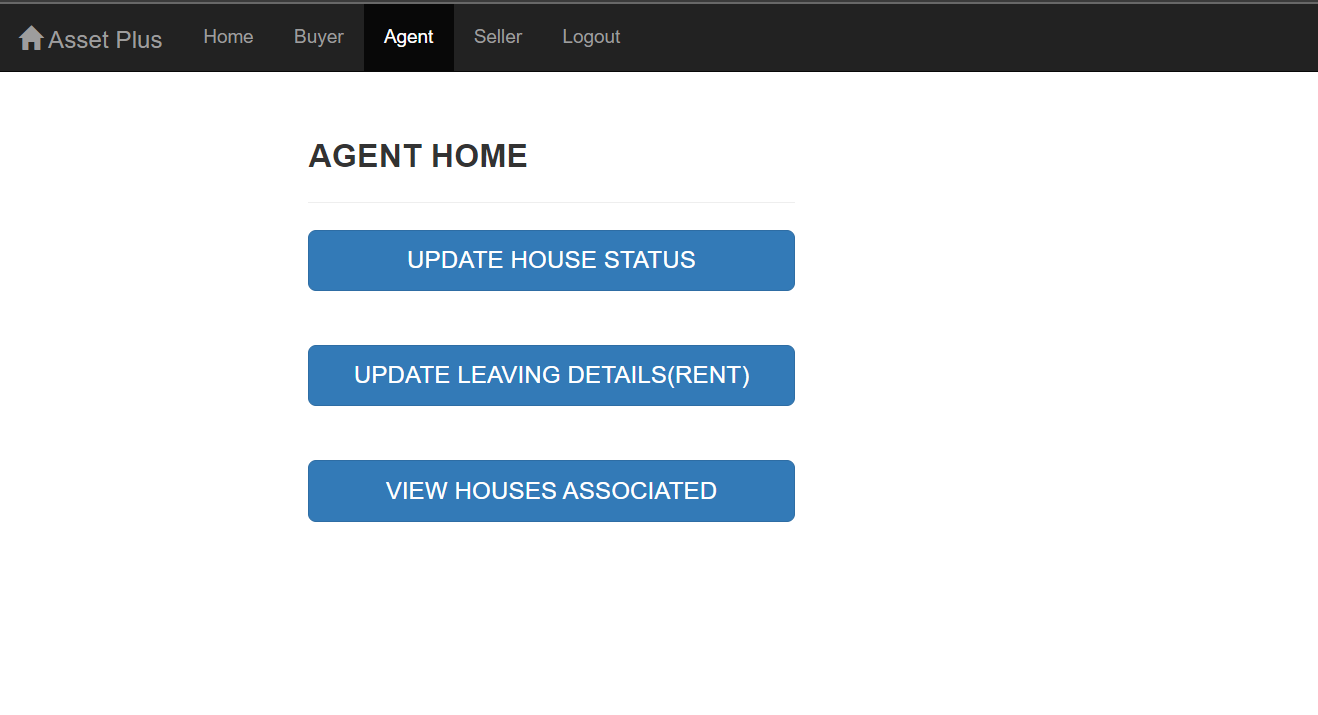 Asset Plus Home Buyer Agent Seller Logout
AGENT HOME
UPDATE HOUSE STATUS
UPDATE LEAVING DETAILS(RENT)
VIEW HOUSES ASSOCIATED